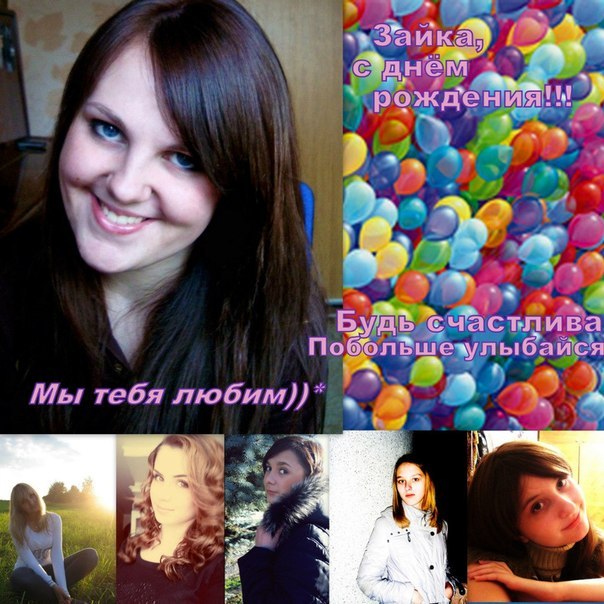 Зайка,
с днём
рождения!!!
Будь счастлива
Побольше улыбайся
Мы тебя любим))*